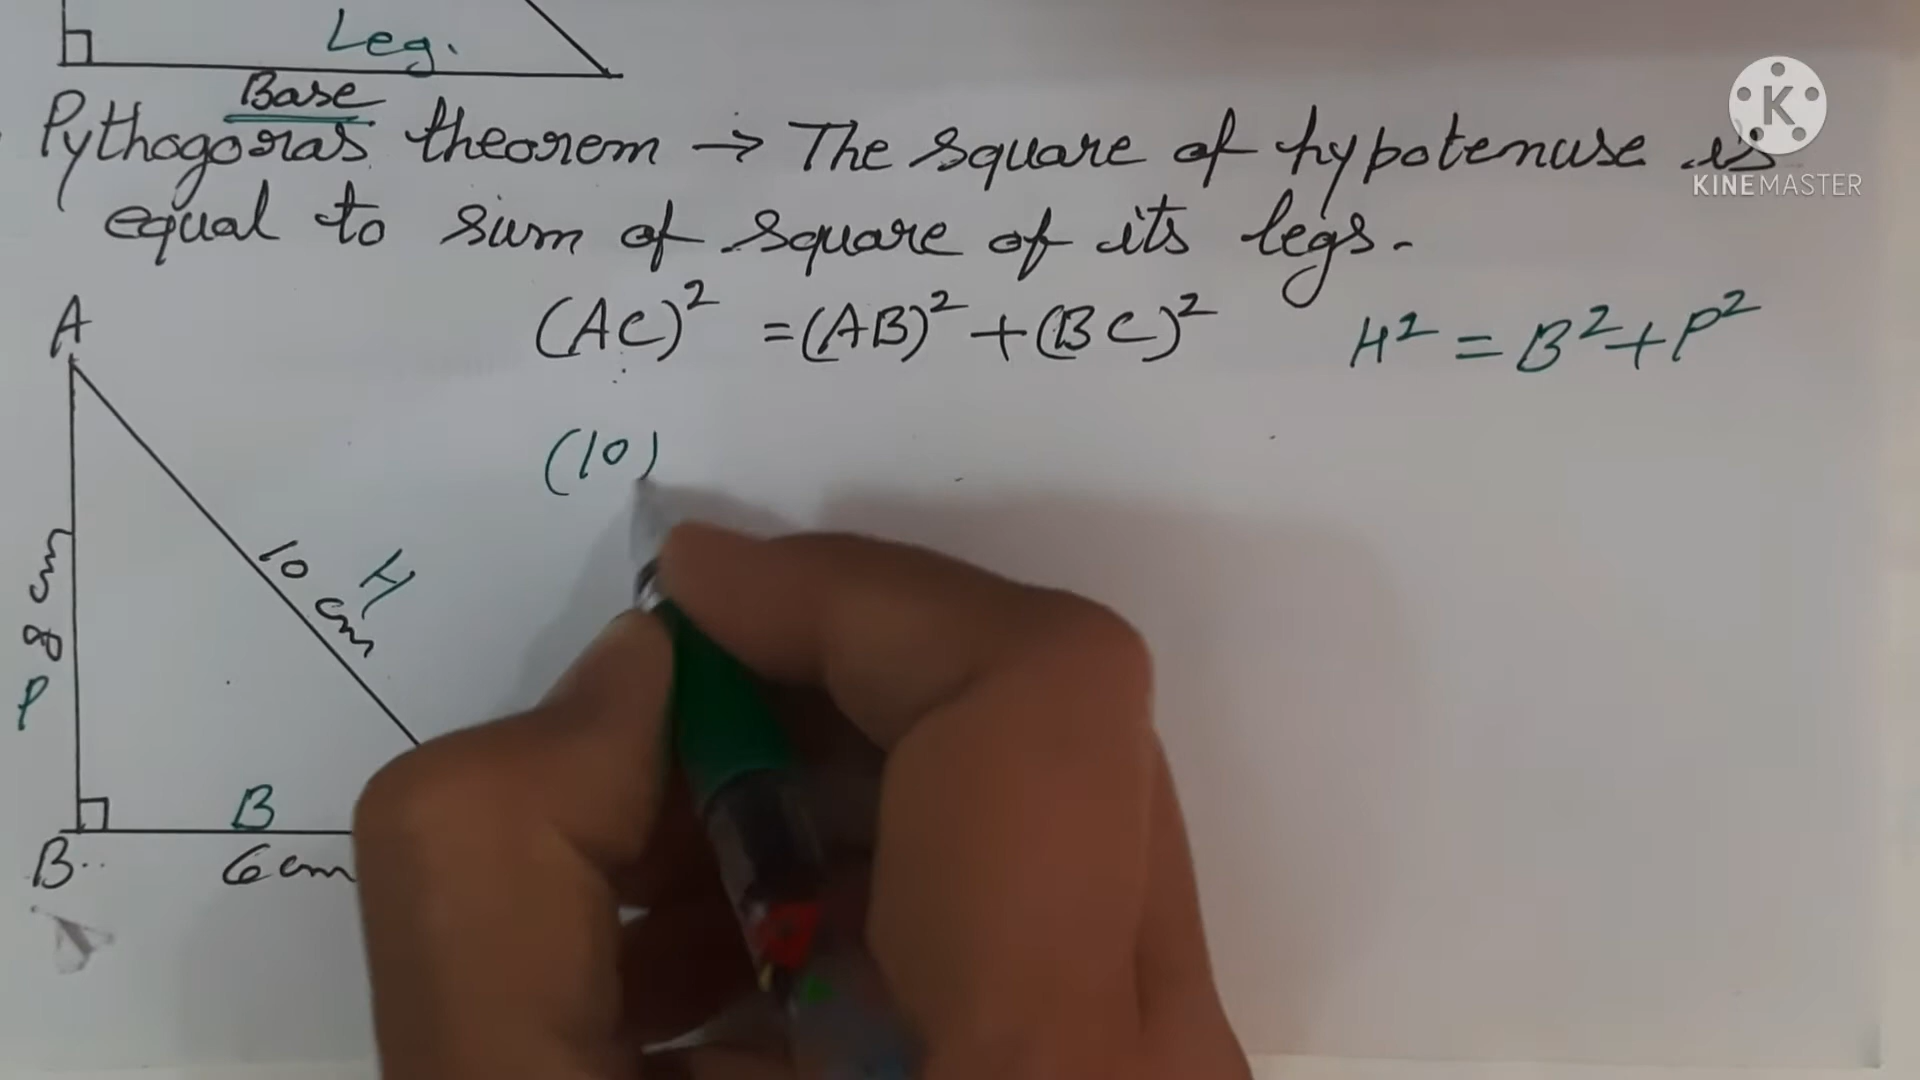 Leg.
Base
Pythogoras theorem → The square of hypotenuse is
equal to sum of square of its legs.
(AC)² = (AB)² + (BC)² H² = B² + P²
A
(10)
10 cm H
8 cm
P
B
B
6 cm
K
KINEMASTER